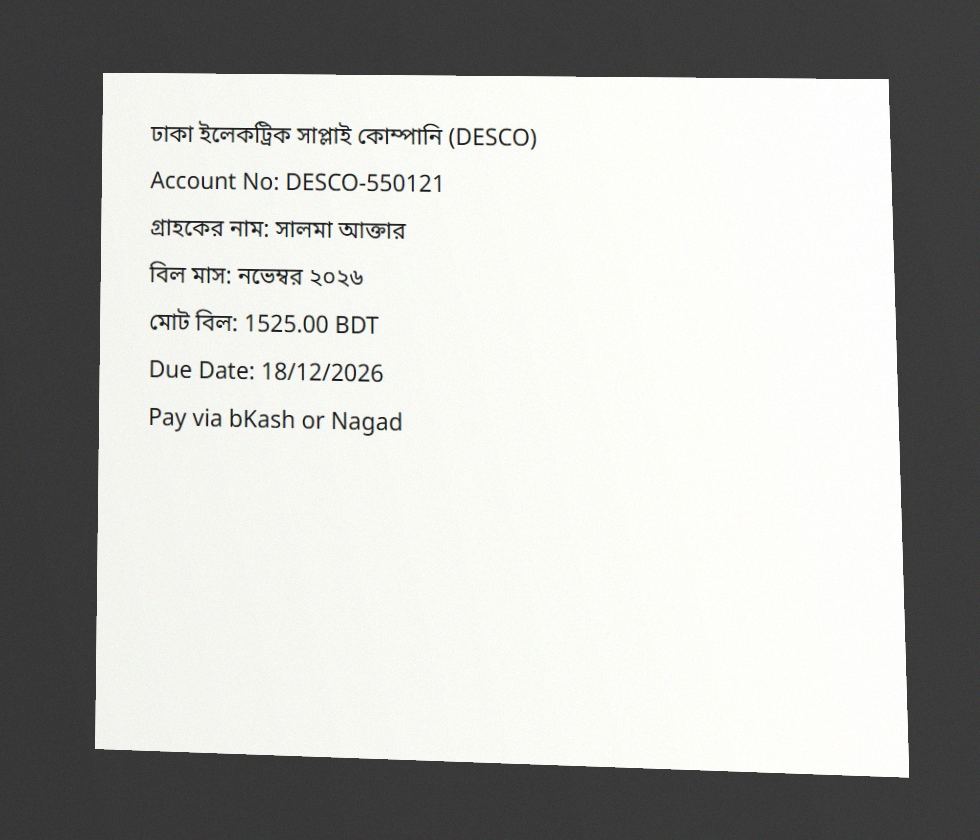 ঢাকা ইলেকট্রিক সাপ্লাই কোম্পানি (DESCO)
Account No: DESCO-550121
গ্রাহকের নাম: সালমা আক্তার
বিল মাস: নভেম্বর ২০২৬
মোট বিল: 1525.00 BDT
Due Date: 18/12/2026
Pay via bKash or Nagad